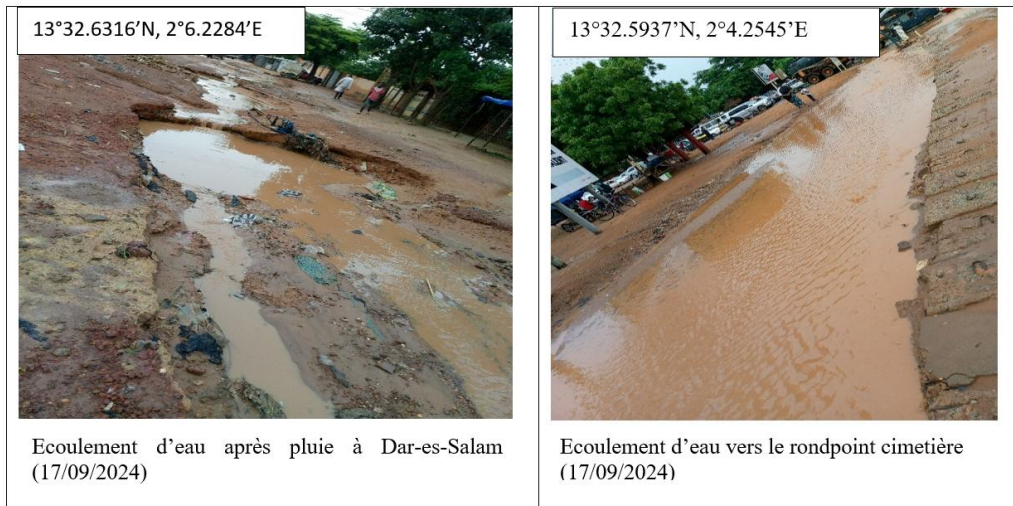 13°32.6316’N, 2°6.2284’E
13°32.5937’N, 2°4.2545’E
Ecoulement d’eau après pluie à Dar-es-Salam
(17/09/2024)
Ecoulement d’eau vers le rondpoint cimetière
(17/09/2024)